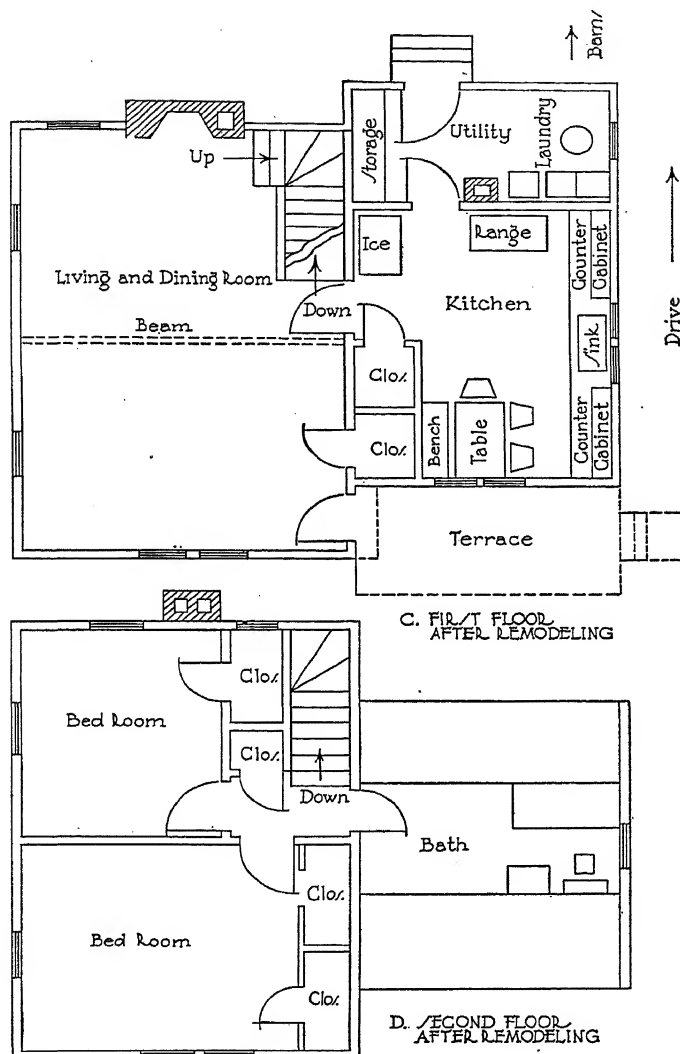 Barn
Up
Storage
Utility
Laundry
Ice
Range
Living and Dining Room
Down
Kitchen
Counter
Cabinet
Drive
Beam
Sink
Clos.
Clos.
Bench
Table
Counter
Cabinet
Terrace
C. FIRST FLOOR
AFTER REMODELING
Clos.
Bed Room
Clos.
Down
Bath
Clos.
Bed Room
Clos.
D. SECOND FLOOR
AFTER REMODELING